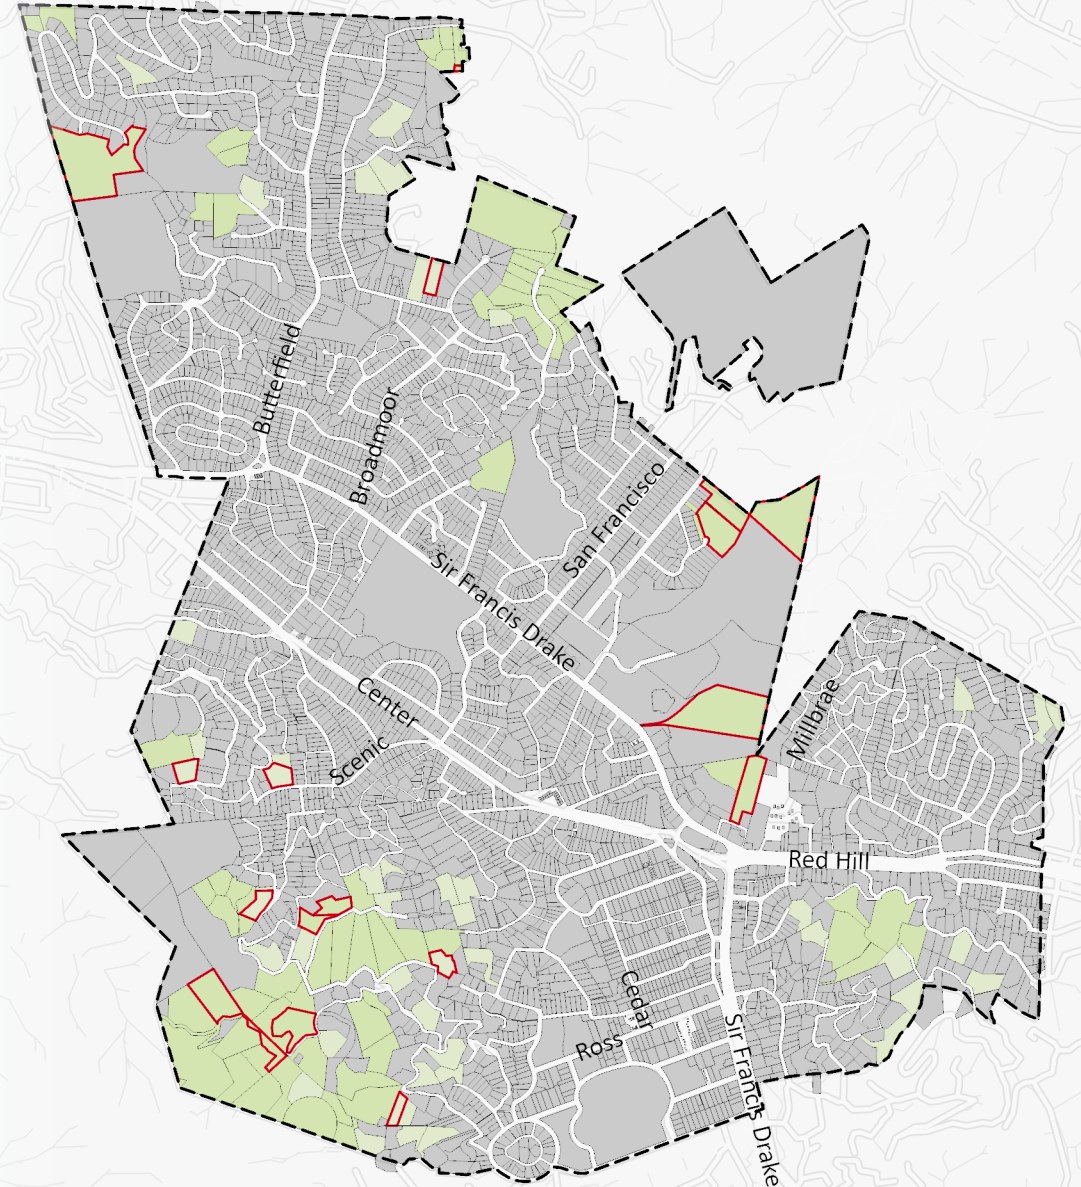 Butterfield
Broadmoor
San Francisco
Sir Francis Drake
Millbrae
Center
Scenic
Red Hill
Cedar
Ross
Sir Francis Drake